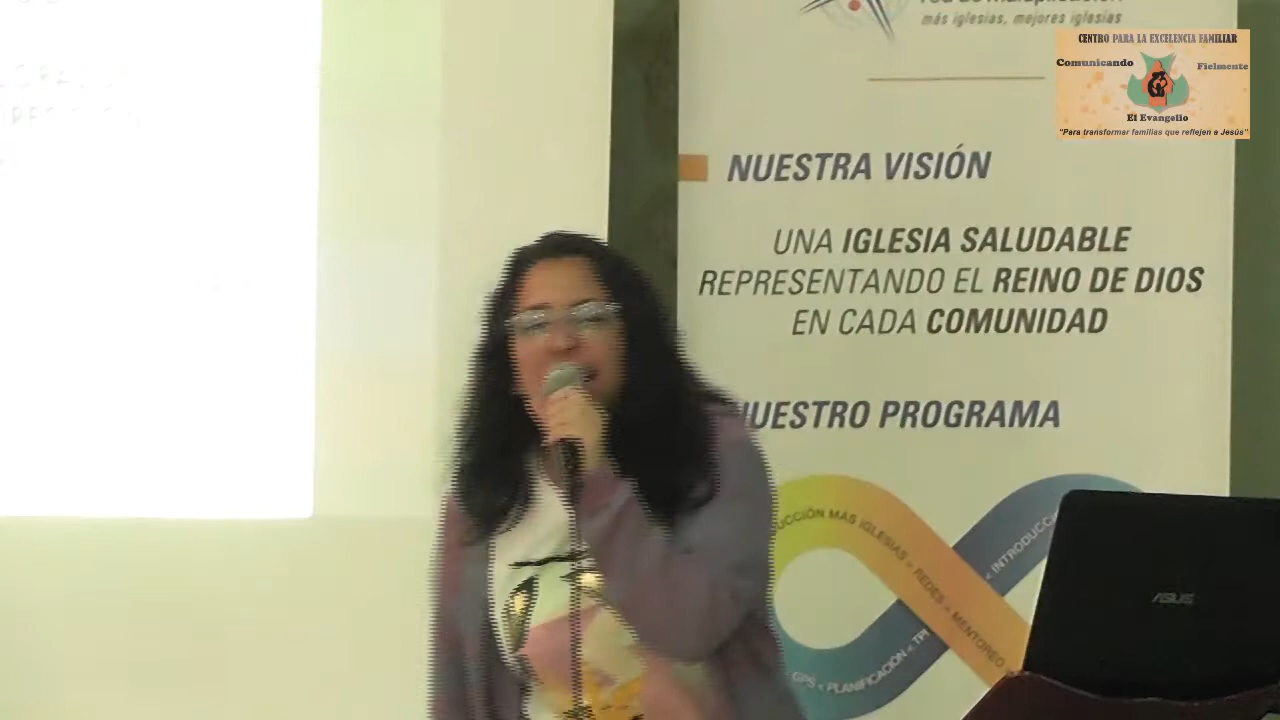 más iglesias, mejores iglesias
CENTRO PARA LA EXCELENCIA FAMILIAR
Comunicando
Fielmente
El Evangelio
"Para transformar familias que reflejen a Jesús"
NUESTRA VISIÓN
UNA IGLESIA SALUDABLE
REPRESENTANDO EL REINO DE DIOS
EN CADA COMUNIDAD
NUESTRO PROGRAMA
MÁS IGLESIAS » REDES » MENTOREO
GPS « PLANIFICACIÓN «
ASUS